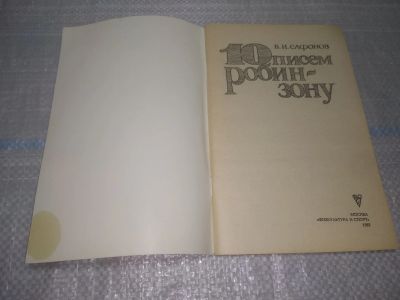 В. И. САФОНОВ
10 писем
робин-
зону
МОСКВА
«ФИЗКУЛЬТУРА И СПОРТ»